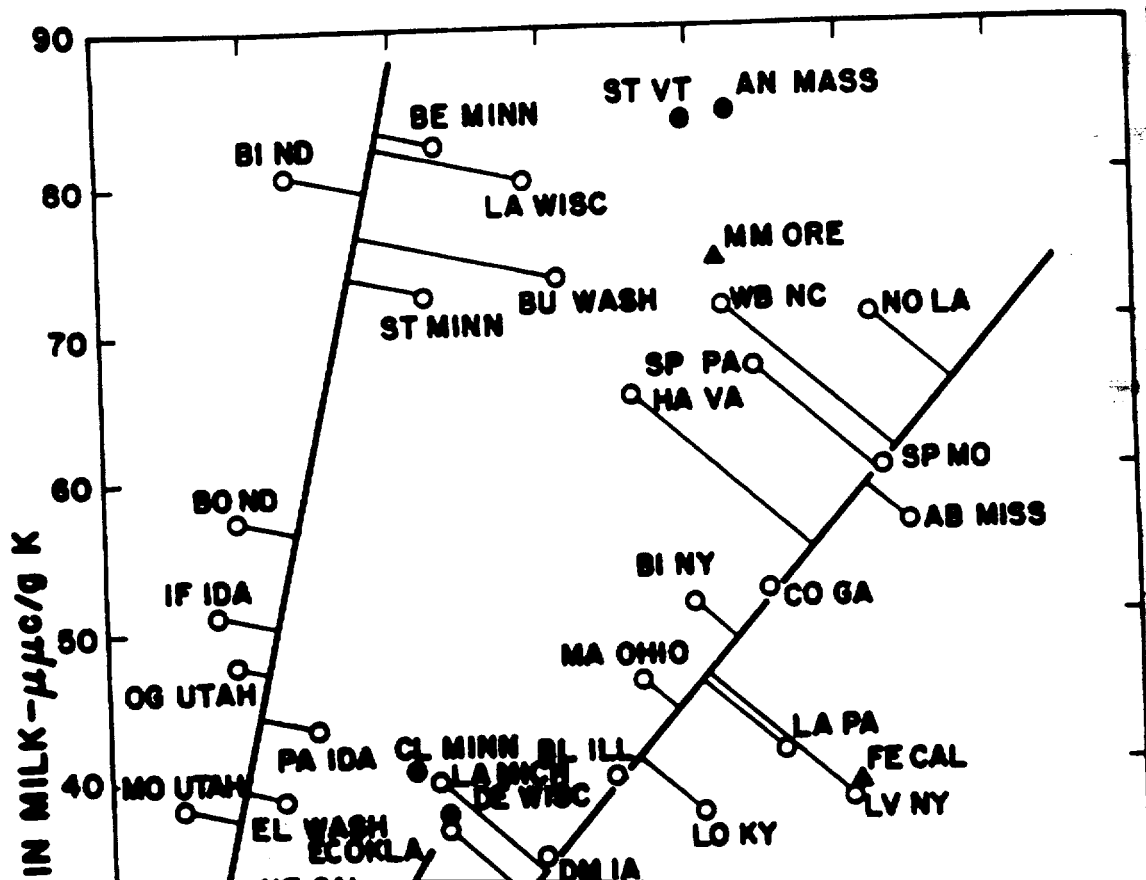 90
ST VT
AN MASS
BE MINN
BI ND
80
LA WISC
MM ORE
BU WASH
WB NC
NO LA
ST MINN
70
SP PA
HA VA
SP MO
60
BO ND
AB MISS
BI NY
IF IDA
CO GA
50
MA OHIO
OG UTAH
LA PA
PA IDA
CL MINN
BL ILL
FE CAL
LA MICH
40
MO UTAH
DE WISC
LV NY
EL WASH
LO KY
ECOKLA
DM IA
IN MILK-μμc/g K